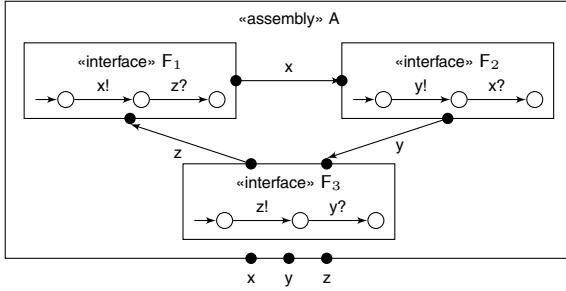 «assembly» A
«interface» F₁
x! z?
x
«interface» F₂
y! x?
z
y
«interface» F₃
z! y?
x y z